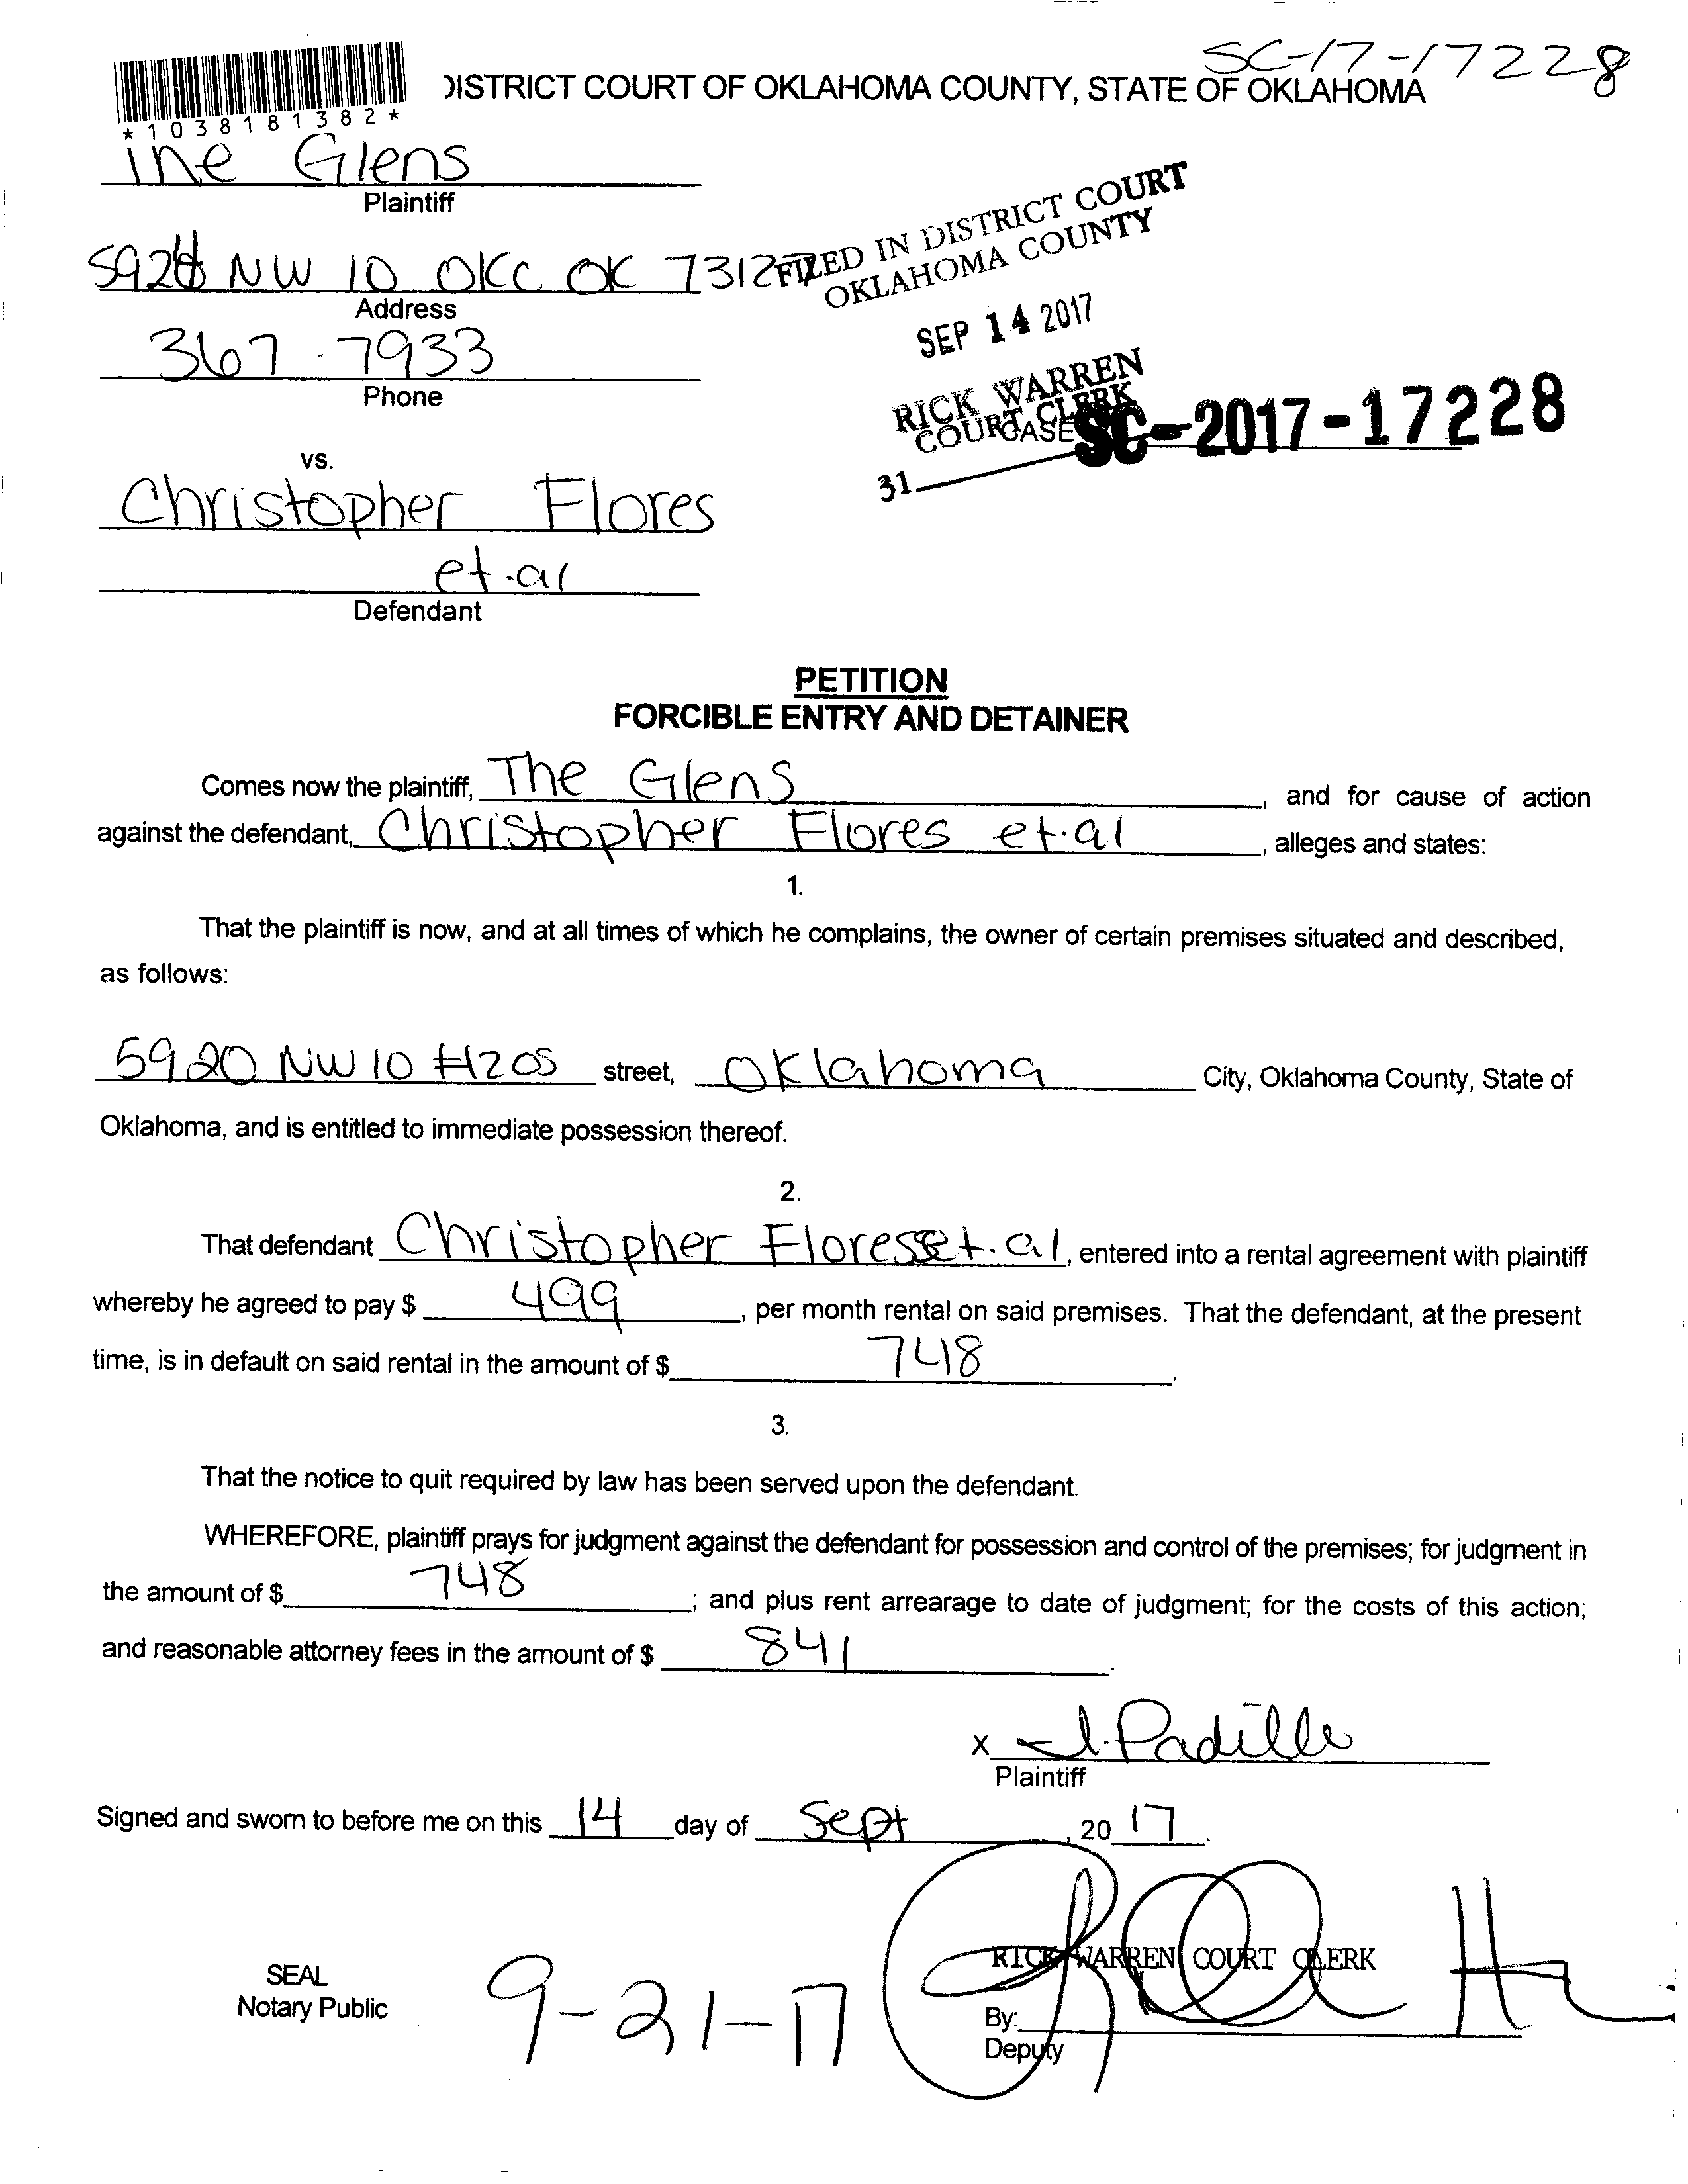 SC-17-17228
DISTRICT COURT OF OKLAHOMA COUNTY, STATE OF OKLAHOMA
*1038181382*
The Glens
Plaintiff
NW 10 OKC OK 73127
Address
367.7933
Phone
FILED IN DISTRICT COURT
OKLAHOMA COUNTY
SEP 14 2017
RICK WARREN
COURT CLERK
CASE SC-2017-17228
31
vs.
Christopher Flores
et.al
Defendant
PETITION
FORCIBLE ENTRY AND DETAINER
Comes now the plaintiff, The Glens, and for cause of action
against the defendant, Christopher Flores et.al, alleges and states:
1.
That the plaintiff is now, and at all times of which he complains, the owner of certain premises situated and described,
as follows:
5920 NW 10 #1205 street, Oklahoma City, Oklahoma County, State of
Oklahoma, and is entitled to immediate possession thereof.
2.
That defendant Christopher Flores et.al, entered into a rental agreement with plaintiff
whereby he agreed to pay $ 499, per month rental on said premises. That the defendant, at the present
time, is in default on said rental in the amount of $ 748.
3.
That the notice to quit required by law has been served upon the defendant.
WHEREFORE, plaintiff prays for judgment against the defendant for possession and control of the premises; for judgment in
the amount of $ 748; and plus rent arrearage to date of judgment; for the costs of this action;
and reasonable attorney fees in the amount of $ 841.
x Padilla
Plaintiff
Signed and sworn to before me on this 14 day of Sept, 2017.
RICK WARREN COURT CLERK
SEAL
Notary Public
9-21-17
By:
Deputy